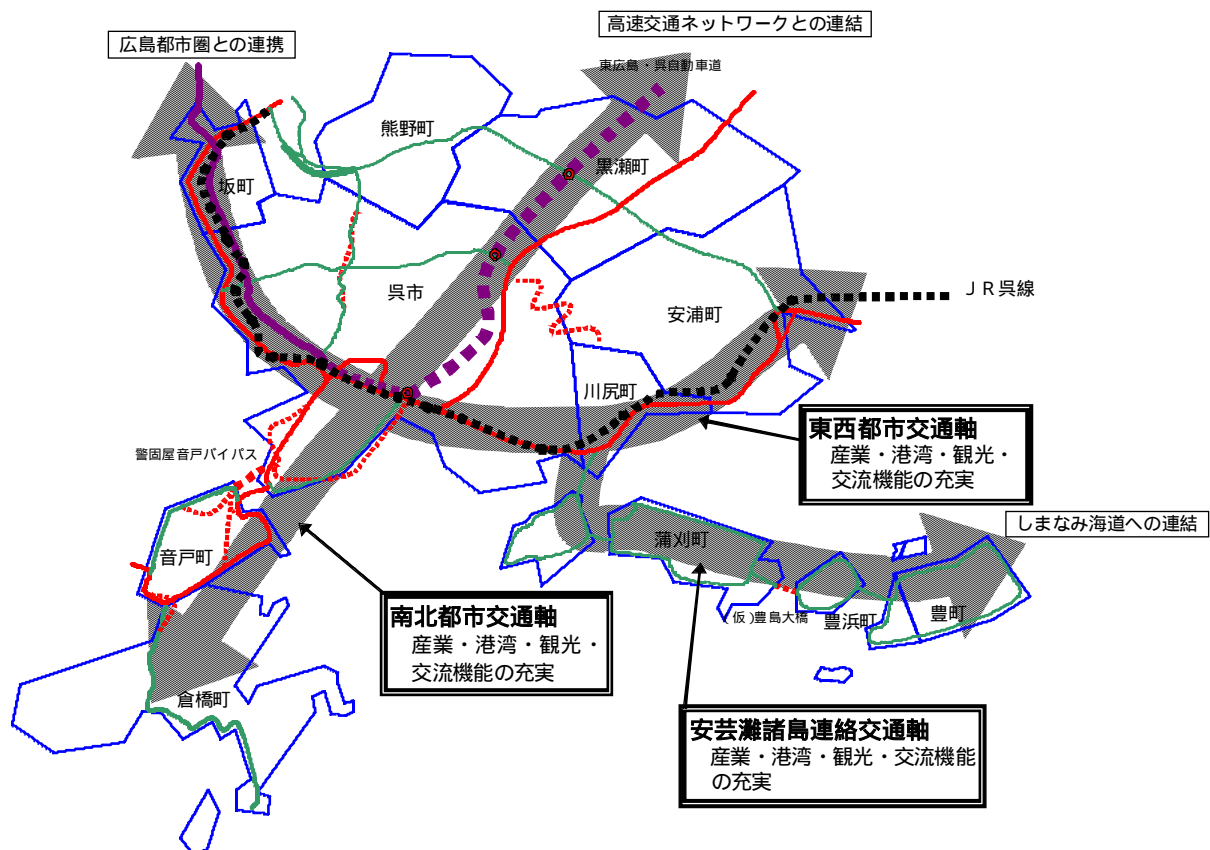 高速交通ネットワークとの連結
広島都市圏との連携
東広島・呉自動車道
熊野町
黒瀬町
坂町
呉市
JR呉線
安浦町
川尻町
東西都市交通軸
産業・港湾・観光・
交流機能の充実
警固屋音戸バイパス
しまなみ海道への連結
音戸町
蒲刈町
南北都市交通軸
産業・港湾・観光・
交流機能の充実
(仮)豊島大橋
豊浜町
豊町
倉橋町
安芸灘諸島連絡交通軸
産業・港湾・観光・交流機能
の充実